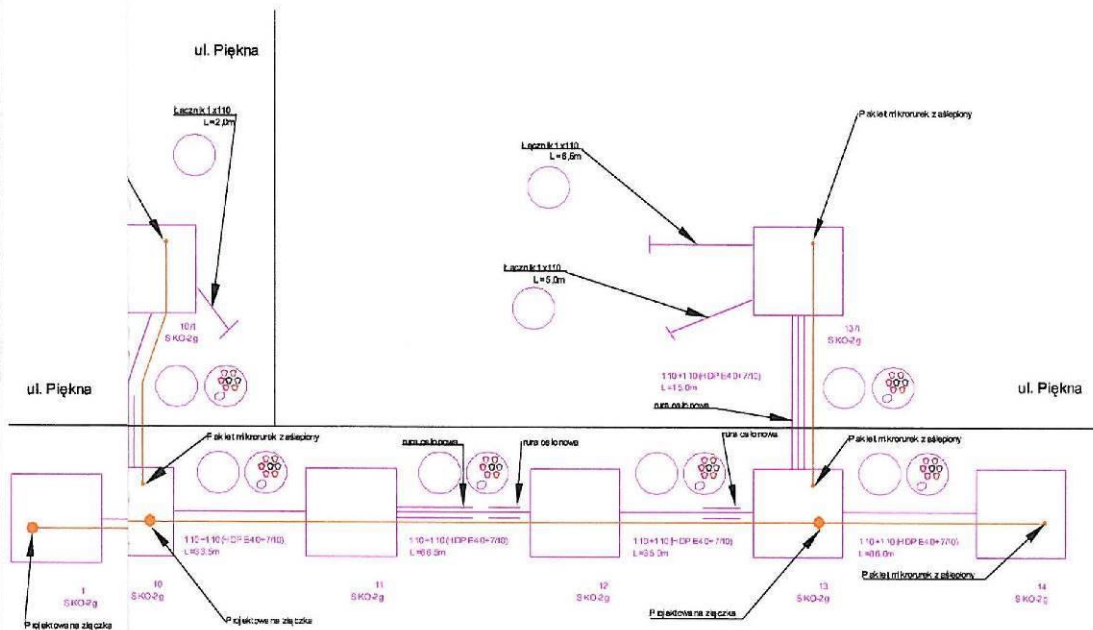 ul. Piękna
Łącznik 1x110
L=2,0m
Pakiet mikrorurek zaślepiony
Łącznik 1x110
L=6,5m
Łącznik 1x110
L=5,0m
10/I
SKO-2g
13/I
SKO-2g
110+110(HDPE40+7/10)
L=15.0m
rura osłonowa
ul. Piękna
ul. Piękna
Pakiet mikrorurek zaślepiony
rura osłonowa
rura osłonowa
rura osłonowa
Pakiet mikrorurek zaślepiony
110+110(HDPE40+7/10)
110+110(HDPE40+7/10)
110+110(HDPE40+7/10)
L=35.0m
110+110(HDPE40+7/10)
Pakiet mikrorurek zaślepiony
1
SKO-2g
10
SKO-2g
11
SKO-2g
12
SKO-2g
13
SKO-2g
14
SKO-2g
Projektowana złączka
Projektowana złączka
Projektowana złączka